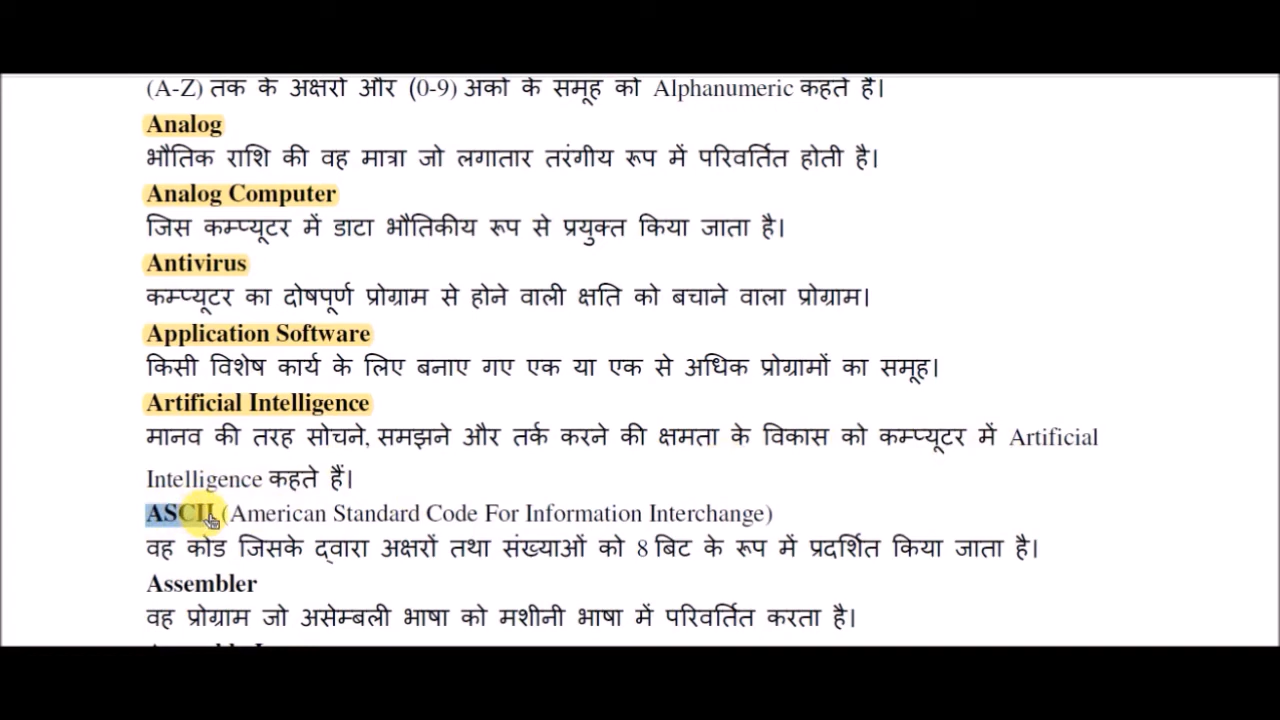 (A-Z) तक के अक्षरों और (0-9) अंको के समूह को Alphanumeric कहते हैं।
Analog
भौतिक राशि की वह मात्रा जो लगातार तरंगीय रूप में परिवर्तित होती है।
Analog Computer
जिस कम्प्यूटर में डाटा भौतिकीय रूप से प्रयुक्त किया जाता है।
Antivirus
कम्प्यूटर का दोषपूर्ण प्रोग्राम से होने वाली क्षति को बचाने वाला प्रोग्राम।
Application Software
किसी विशेष कार्य के लिए बनाए गए एक या एक से अधिक प्रोग्रामों का समूह।
Artificial Intelligence
मानव की तरह सोचने, समझने और तर्क करने की क्षमता के विकास को कम्प्यूटर में Artificial
Intelligence कहते हैं।
ASCII (American Standard Code For Information Interchange)
वह कोड जिसके द्वारा अक्षरों तथा संख्याओं को 8 बिट के रूप में प्रदर्शित किया जाता है।
Assembler
वह प्रोग्राम जो असेम्बली भाषा को मशीनी भाषा में परिवर्तित करता है।